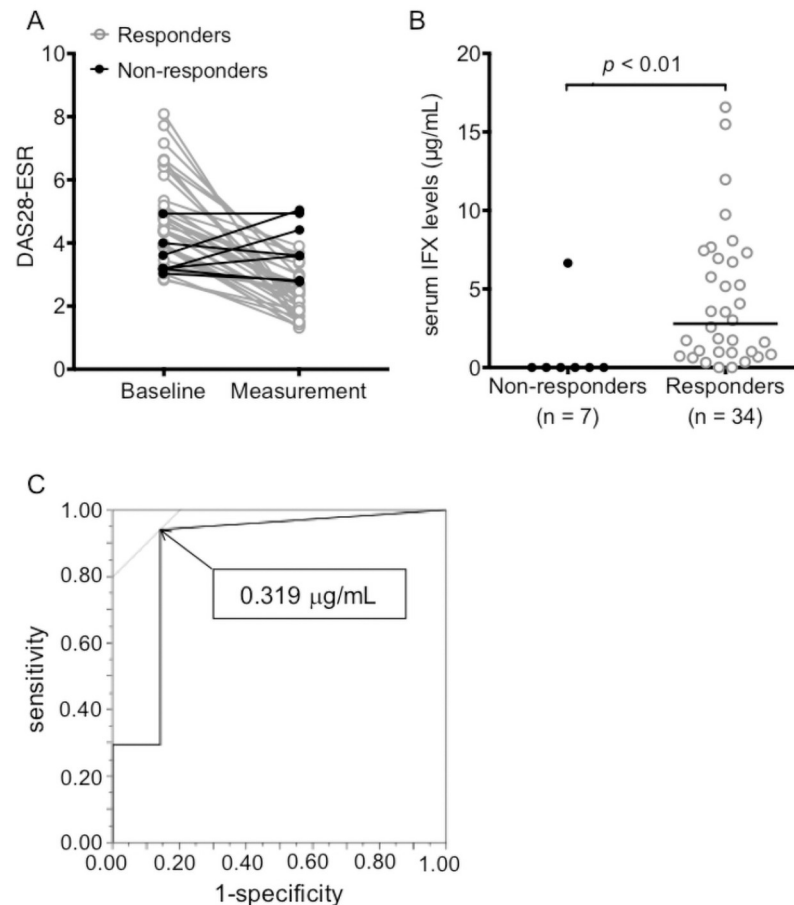 A
Responders
Non-responders
DAS28-ESR
10
8
6
4
2
0
Baseline Measurement
B
p < 0.01
serum IFX levels (μg/mL)
20
15
10
5
0
Non-responders Responders
(n = 7) (n = 34)
C
sensitivity
1.00
0.80
0.60
0.40
0.20
0.00
0.319 μg/mL
0.00 0.20 0.40 0.60 0.80 1.00
1-specificity